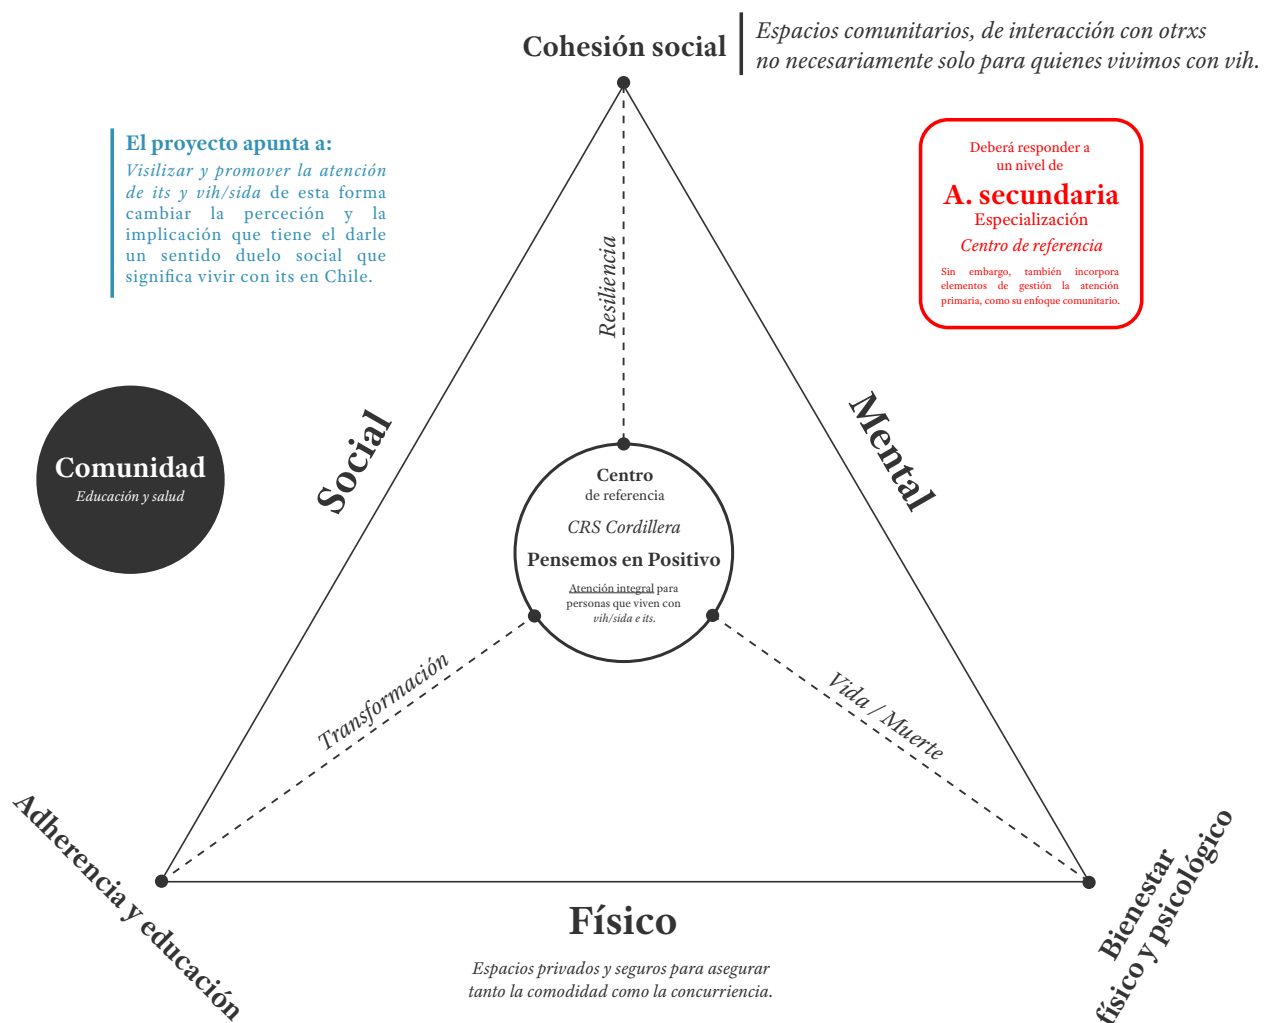 Cohesión social
Espacios comunitarios, de interacción con otrxs
no necesariamente solo para quienes vivimos con vih.
El proyecto apunta a:
Visilizar y promover la atención
de its y vih/sida de esta forma
cambiar la perceción y la
implicación que tiene el darle
un sentido duelo social que
significa vivir con its en Chile.
Deberá responder a
un nivel de
A. secundaria
Especialización
Centro de referencia
Sin embargo, también incorpora
elementos de gestión la atención
primaria, como su enfoque comunitario.
Resiliencia
Social
Mental
Comunidad
Educación y salud
Centro
de referencia
CRS Cordillera
Pensemos en Positivo
Atención integral para
personas que viven con
vih/sida e its.
Transformación
Vida / Muerte
Adherencia y educación
Bienestar
físico y psicológico
Físico
Espacios privados y seguros para asegurar
tanto la comodidad como la concurriencia.